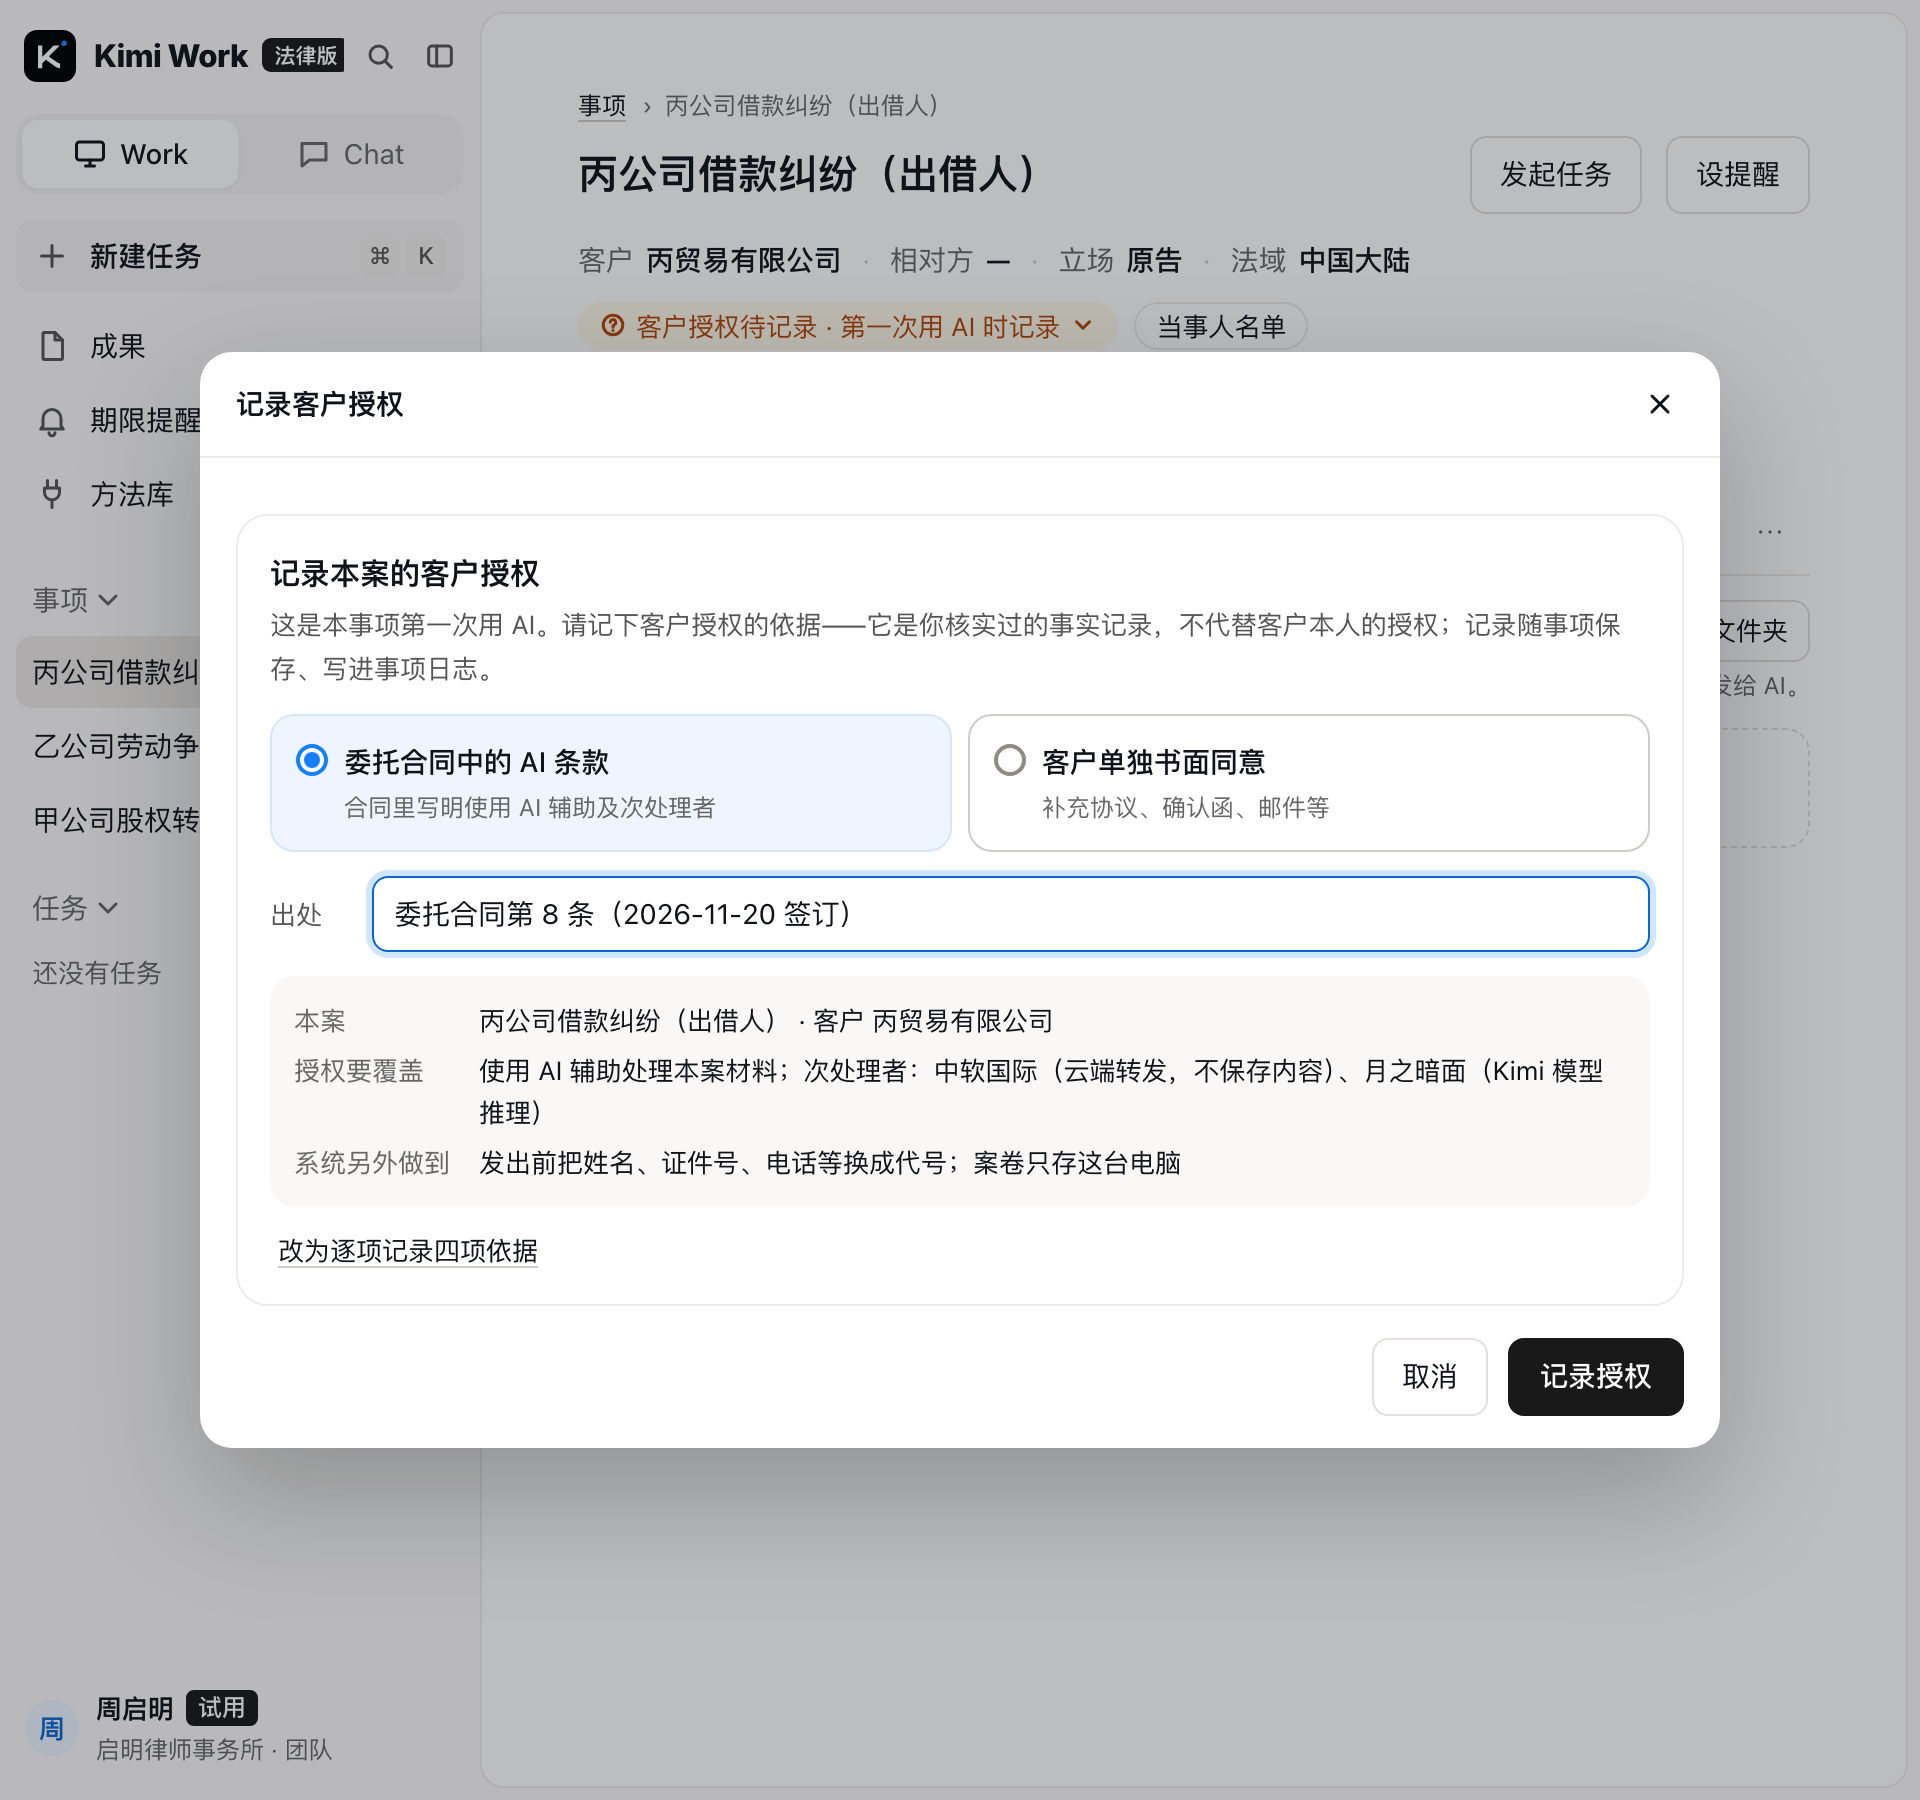 Kimi Work 法律版
Work
Chat
新建任务 ⌘ K
成果
期限提醒
方法库
事项
丙公司借款纠
乙公司劳动争
甲公司股权转
任务
还没有任务
周
周启明 试用
启明律师事务所 · 团队
事项 › 丙公司借款纠纷（出借人）
丙公司借款纠纷（出借人）
发起任务
设提醒
客户 丙贸易有限公司 · 相对方 — · 立场 原告 · 法域 中国大陆
客户授权待记录 · 第一次用 AI 时记录
当事人名单
...
文件夹
发给 AI。
记录客户授权
记录本案的客户授权
这是本事项第一次用 AI。请记下客户授权的依据——它是你核实过的事实记录，不代替客户本人的授权；记录随事项保
存、写进事项日志。
委托合同中的 AI 条款
合同里写明使用 AI 辅助及次处理者
客户单独书面同意
补充协议、确认函、邮件等
出处
委托合同第 8 条（2026-11-20 签订）
本案 丙公司借款纠纷（出借人） · 客户 丙贸易有限公司
授权要覆盖 使用 AI 辅助处理本案材料；次处理者：中软国际（云端转发，不保存内容）、月之暗面（Kimi 模型
推理）
系统另外做到 发出前把姓名、证件号、电话等换成代号；案卷只存这台电脑
改为逐项记录四项依据
取消
记录授权